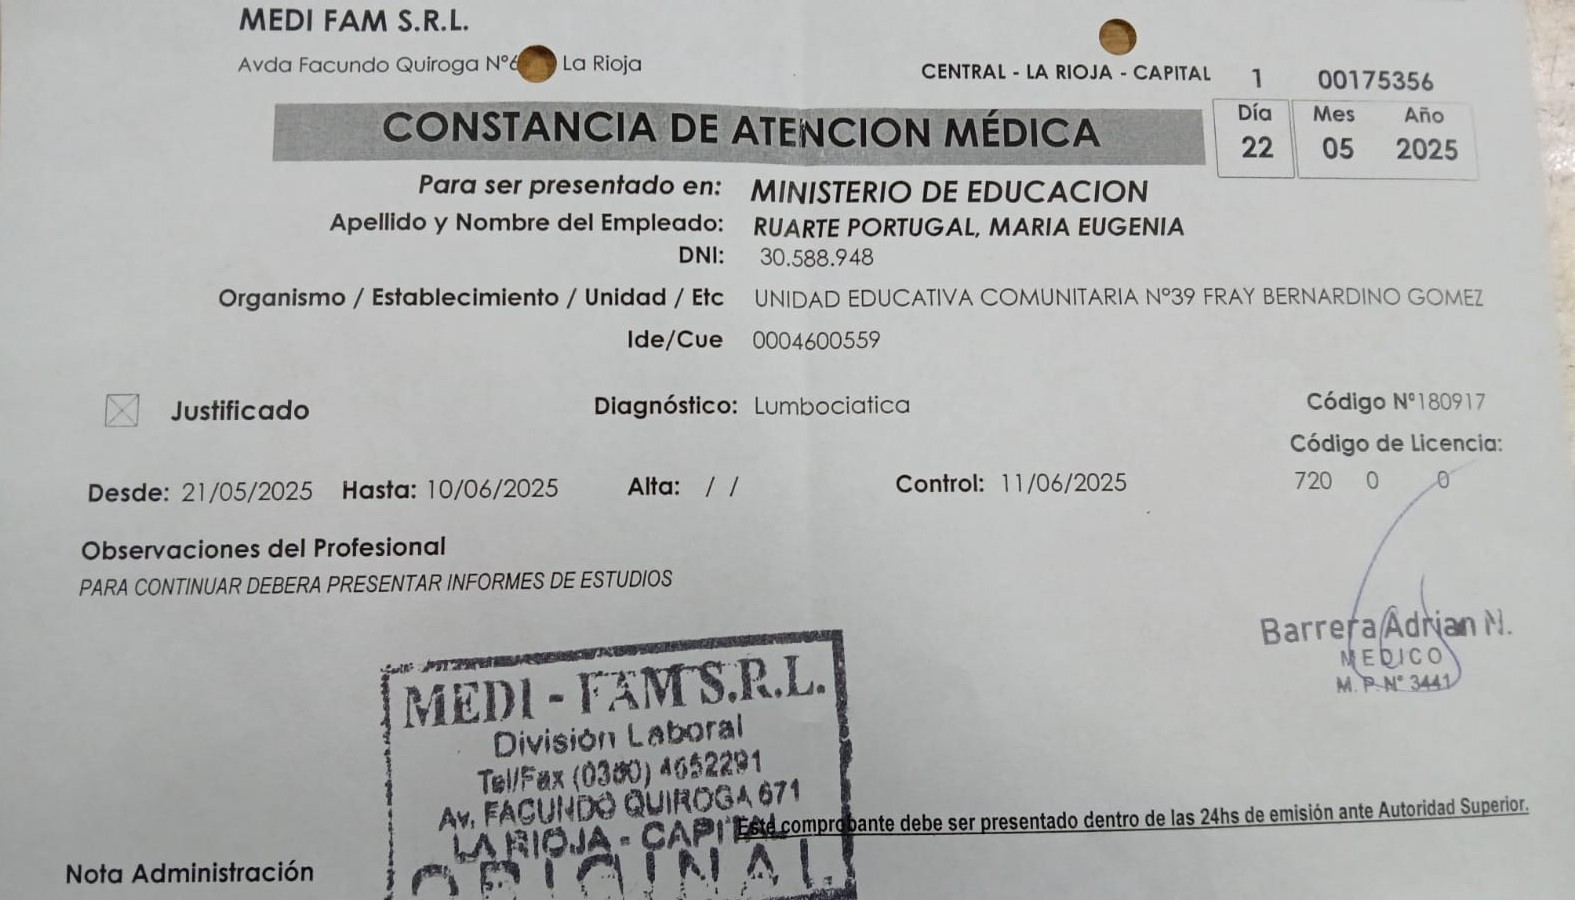 MEDI FAM S.R.L.
Avda Facundo Quiroga Nº6 La Rioja
CENTRAL - LA RIOJA - CAPITAL 1 00175356
CONSTANCIA DE ATENCION MÉDICA
Día Mes Año
22 05 2025
Para ser presentado en: MINISTERIO DE EDUCACION
Apellido y Nombre del Empleado: RUARTE PORTUGAL, MARIA EUGENIA
DNI: 30.588.948
Organismo / Establecimiento / Unidad / Etc UNIDAD EDUCATIVA COMUNITARIA Nº39 FRAY BERNARDINO GOMEZ
Ide/Cue 0004600559
Justificado Diagnóstico: Lumbociatica Código Nº180917
Código de Licencia:
720 0 0
Desde: 21/05/2025 Hasta: 10/06/2025 Alta: / / Control: 11/06/2025
Observaciones del Profesional
PARA CONTINUAR DEBERA PRESENTAR INFORMES DE ESTUDIOS
Barrera Adrian N.
MEDICO
M. P. Nº 3441
MEDI - FAM S.R.L.
División Laboral
Tel/Fax (0380) 4652291
Av. FACUNDO QUIROGA 671
LA RIOJA - CAPITAL
ORIGINAL
Este comprobante debe ser presentado dentro de las 24hs de emisión ante Autoridad Superior.
Nota Administración